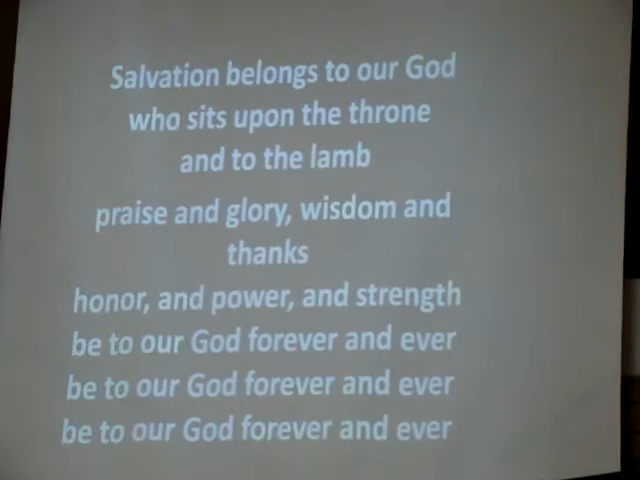 Salvation belongs to our God
who sits upon the throne
and to the lamb
praise and glory, wisdom and
thanks
honor, and power, and strength
be to our God forever and ever
be to our God forever and ever
be to our God forever and ever